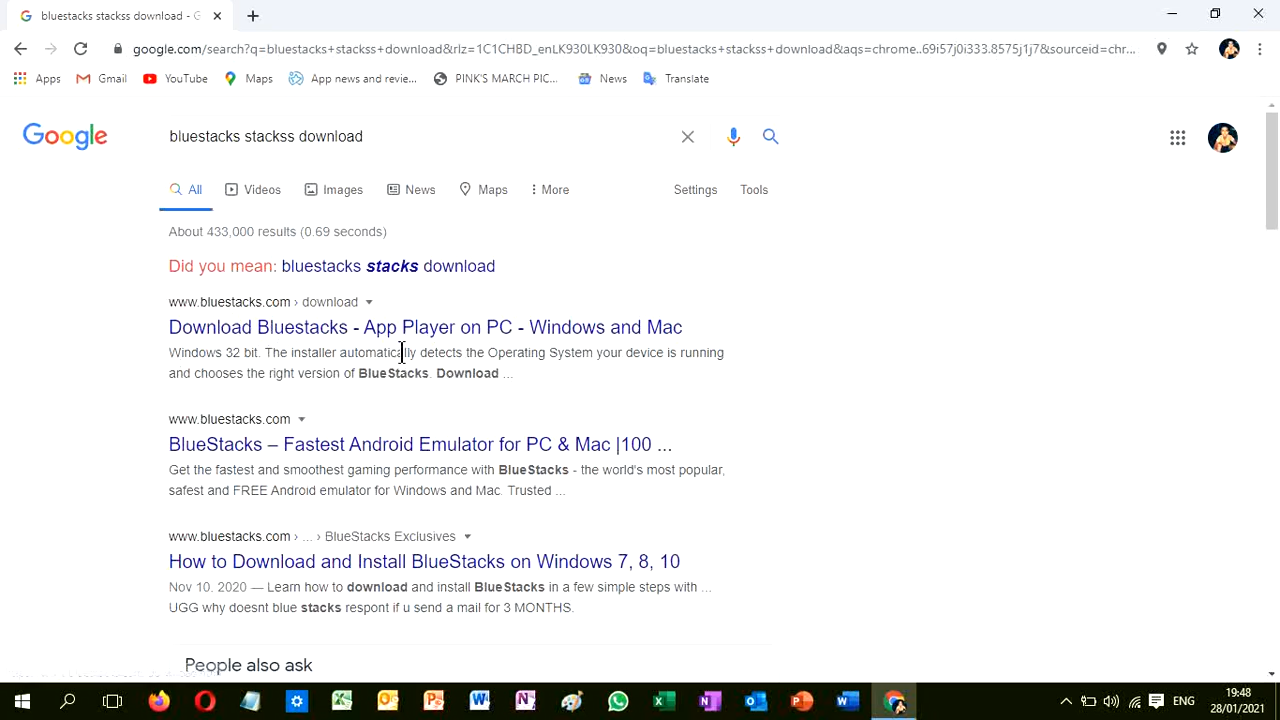 bluestacks stackss download - G
google.com/search?q=bluestacks+stackss+download&rlz=1C1CHBD_enLK930LK930&oq=bluestacks+stackss+download&aqs=chrome..69i57j0i333.8575j1j7&sourceid=chr...
Apps Gmail YouTube Maps App news and revie... PINK'S MARCH PIC... News Translate
Google
bluestacks stackss download
All Videos Images News Maps More Settings Tools
About 433,000 results (0.69 seconds)
Did you mean: bluestacks stacks download
www.bluestacks.com › download
Download Bluestacks - App Player on PC - Windows and Mac
Windows 32 bit. The installer automatically detects the Operating System your device is running
and chooses the right version of BlueStacks. Download ...
www.bluestacks.com
BlueStacks – Fastest Android Emulator for PC & Mac |100 ...
Get the fastest and smoothest gaming performance with BlueStacks - the world's most popular,
safest and FREE Android emulator for Windows and Mac. Trusted ...
www.bluestacks.com › ... › BlueStacks Exclusives
How to Download and Install BlueStacks on Windows 7, 8, 10
Nov 10, 2020 — Learn how to download and install BlueStacks in a few simple steps with ...
UGG why doesnt blue stacks respont if u send a mail for 3 MONTHS.
People also ask
ENG
19:48
28/01/2021